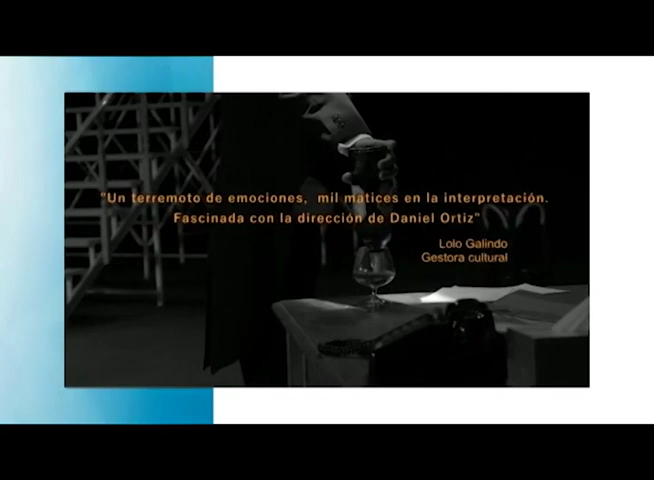 "Un terremoto de emociones, mil matices en la interpretación.
Fascinada con la dirección de Daniel Ortiz"
Lolo Galindo
Gestora cultural